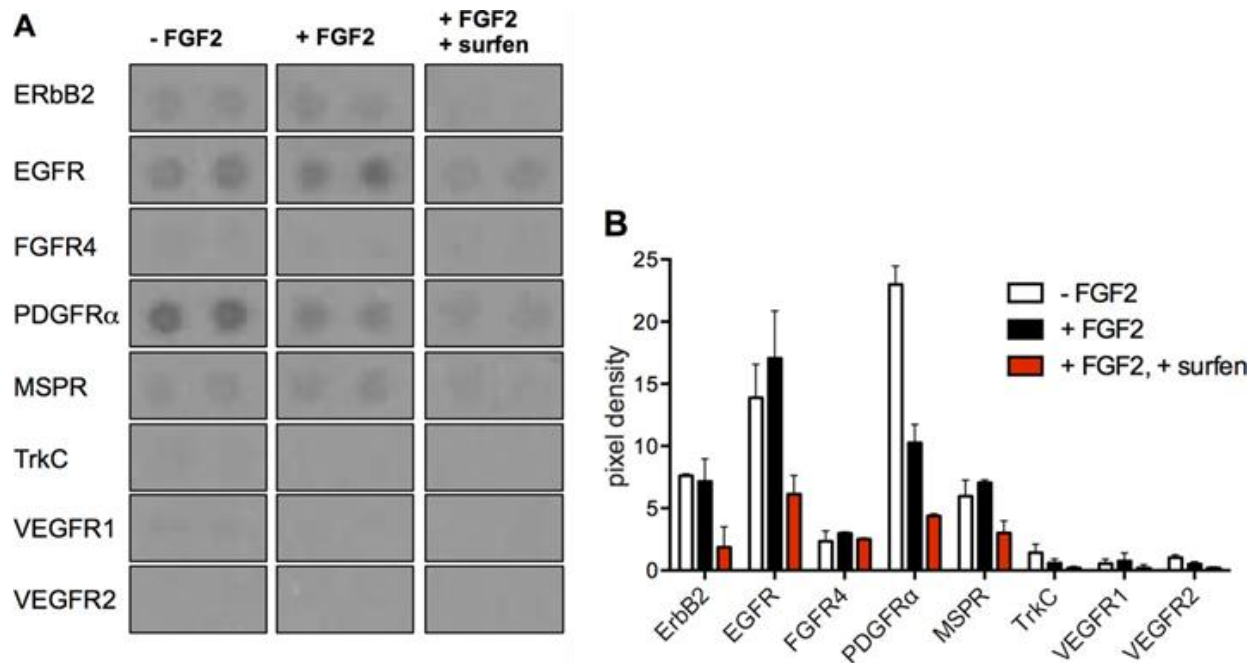 A
- FGF2
+ FGF2
+ FGF2
+ surfen
ERbB2
EGFR
FGFR4
PDGFRα
MSPR
TrkC
VEGFR1
VEGFR2
B
pixel density
25
20
15
10
5
0
- FGF2
+ FGF2
+ FGF2, + surfen
ErbB2
EGFR
FGFR4
PDGFRα
MSPR
TrkC
VEGFR1
VEGFR2